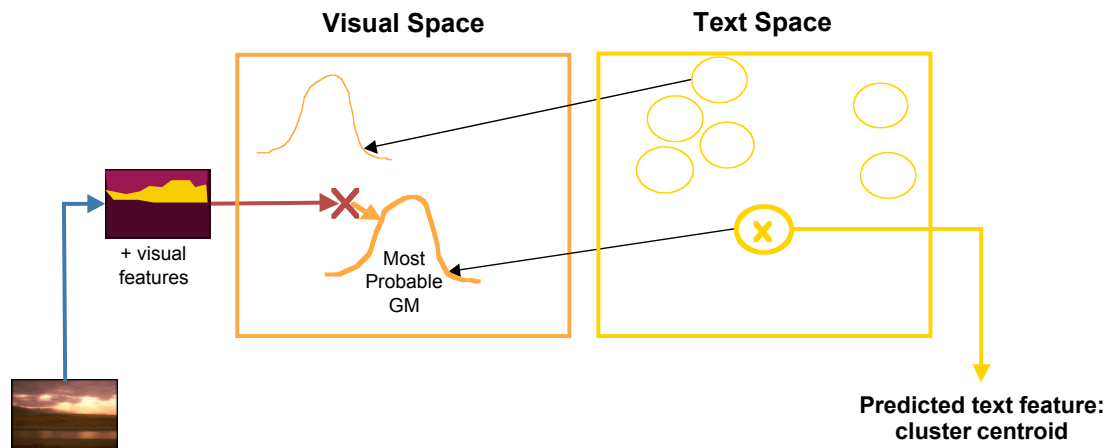 Visual Space
Text Space
+ visual
features
Most
Probable
GM
X
Predicted text feature:
cluster centroid